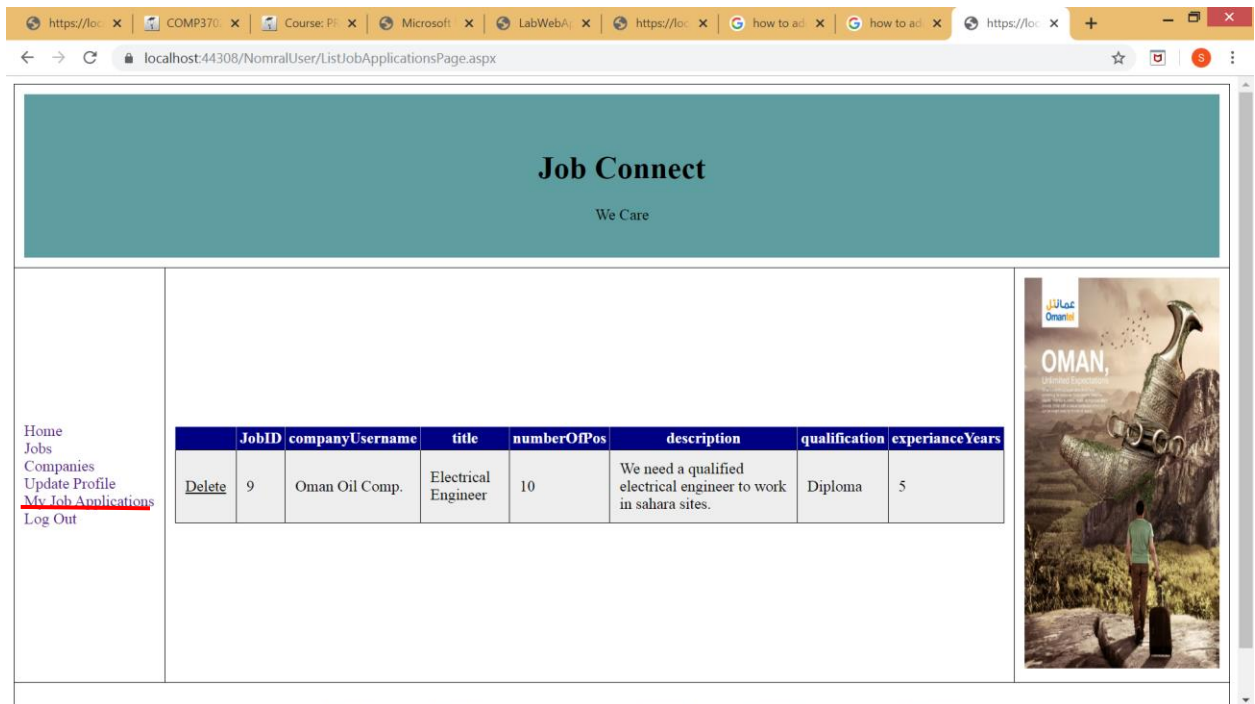 https://loc
COMP370
Course: PR
Microsoft
LabWebAp
https://loc
how to ad
how to ad
https://loc
localhost:44308/NomralUser/ListJobApplicationsPage.aspx
S
Job Connect
We Care
Home
Jobs
Companies
Update Profile
My Job Applications
Log Out
JobID companyUsername title numberOfPos description qualification experianceYears
Delete 9 Oman Oil Comp. Electrical Engineer 10 We need a qualified electrical engineer to work in sahara sites. Diploma 5
عمانتل
Omantel
OMAN,
Unlimited Expectations